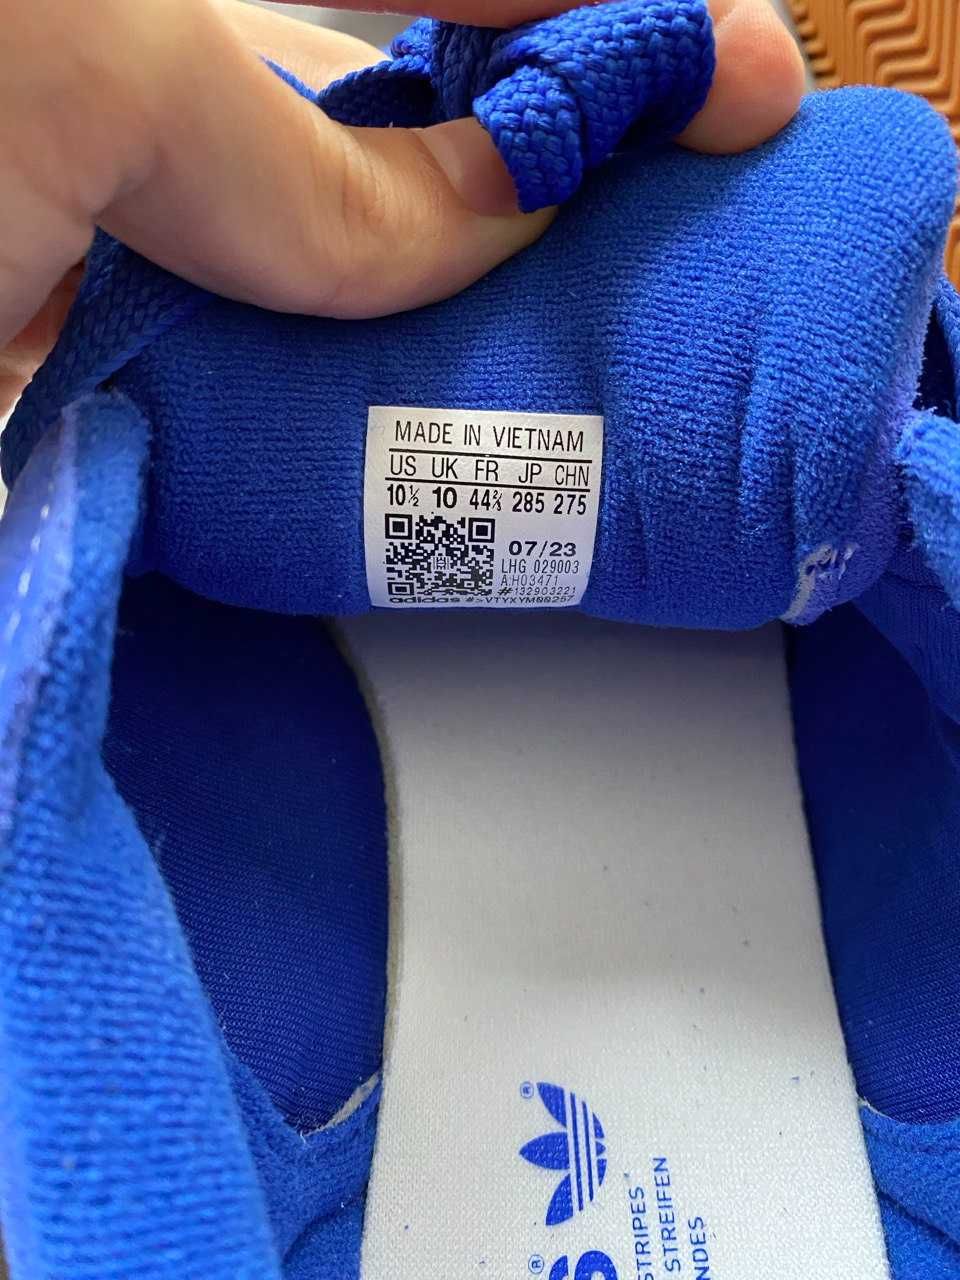 MADE IN VIETNAM
US UK FR JP CHN
10½ 10 44⅔ 285 275
07/23
LHG 029003
A.H03471
#132903221
adidas #>VTYXYM00257
®
STRIPES
STREIFEN
NDES
®
S